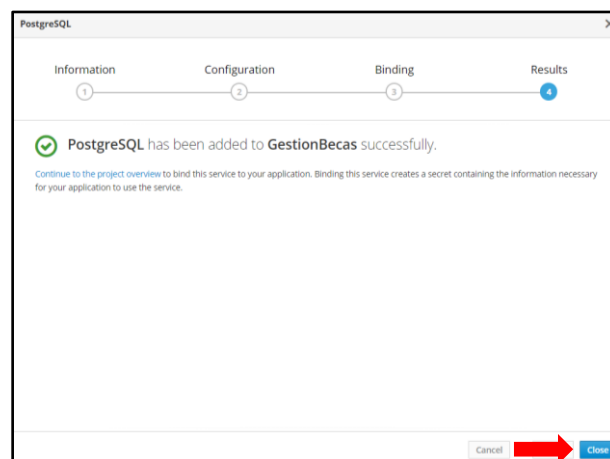 PostgreSQL
Information Configuration Binding Results
1 2 3 4
PostgreSQL has been added to GestionBecas successfully.
Continue to the project overview to bind this service to your application. Binding this service creates a secret containing the information necessary
for your application to use the service.
Cancel Close